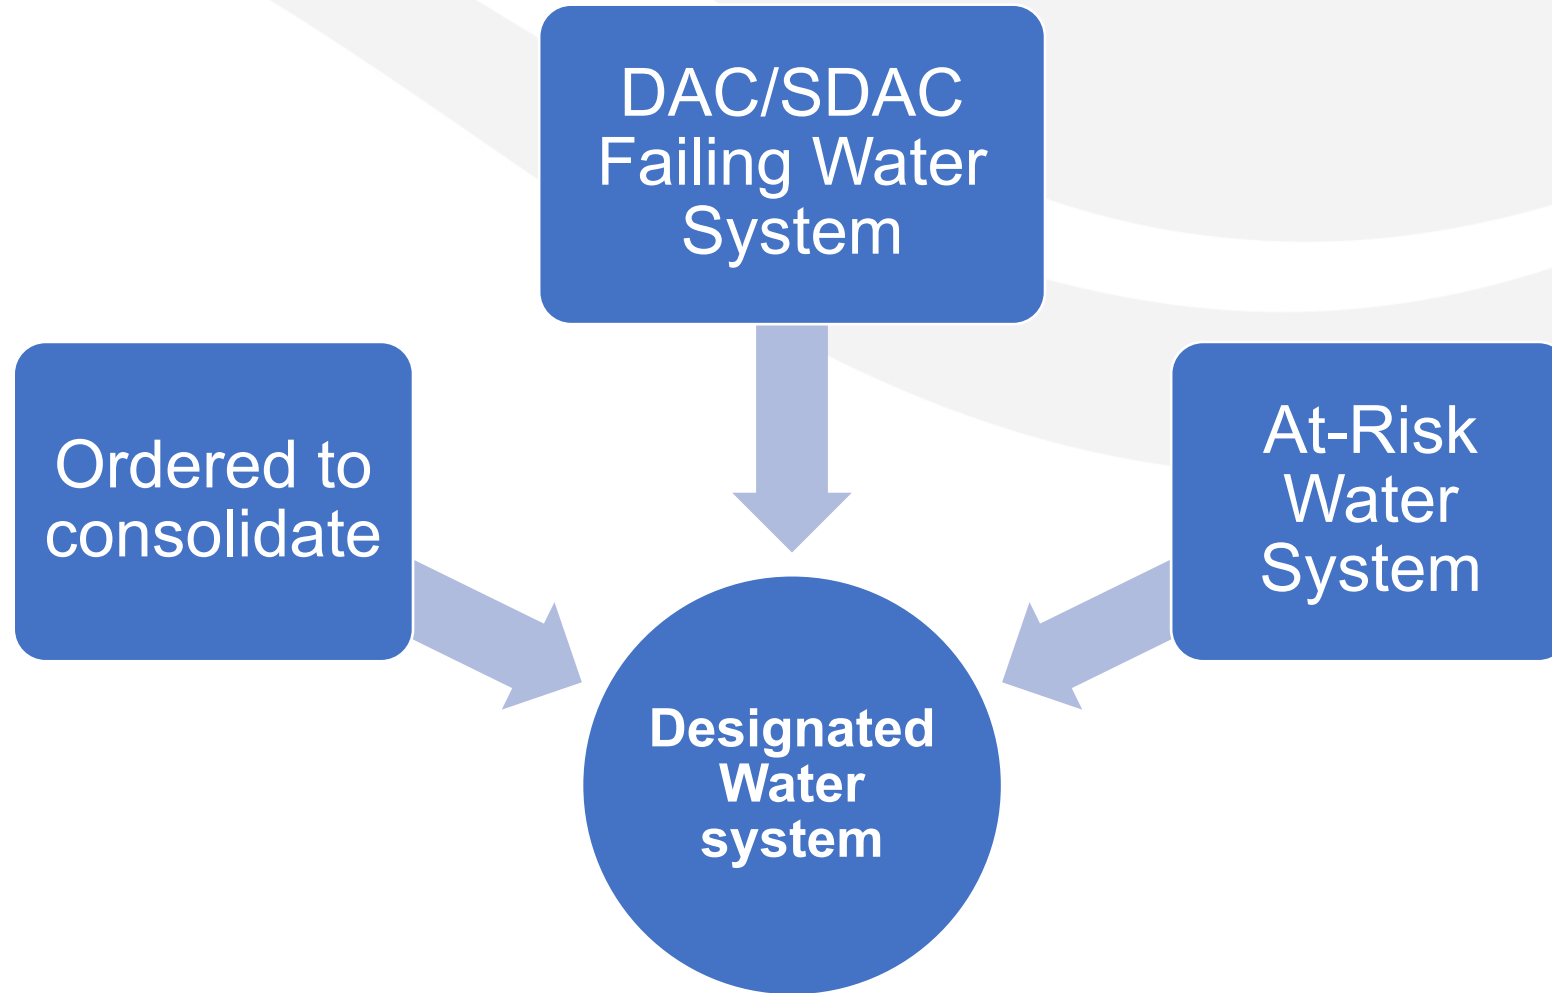 DAC/SDAC
Failing Water
System
Ordered to
consolidate
At-Risk
Water
System
Designated
Water
system